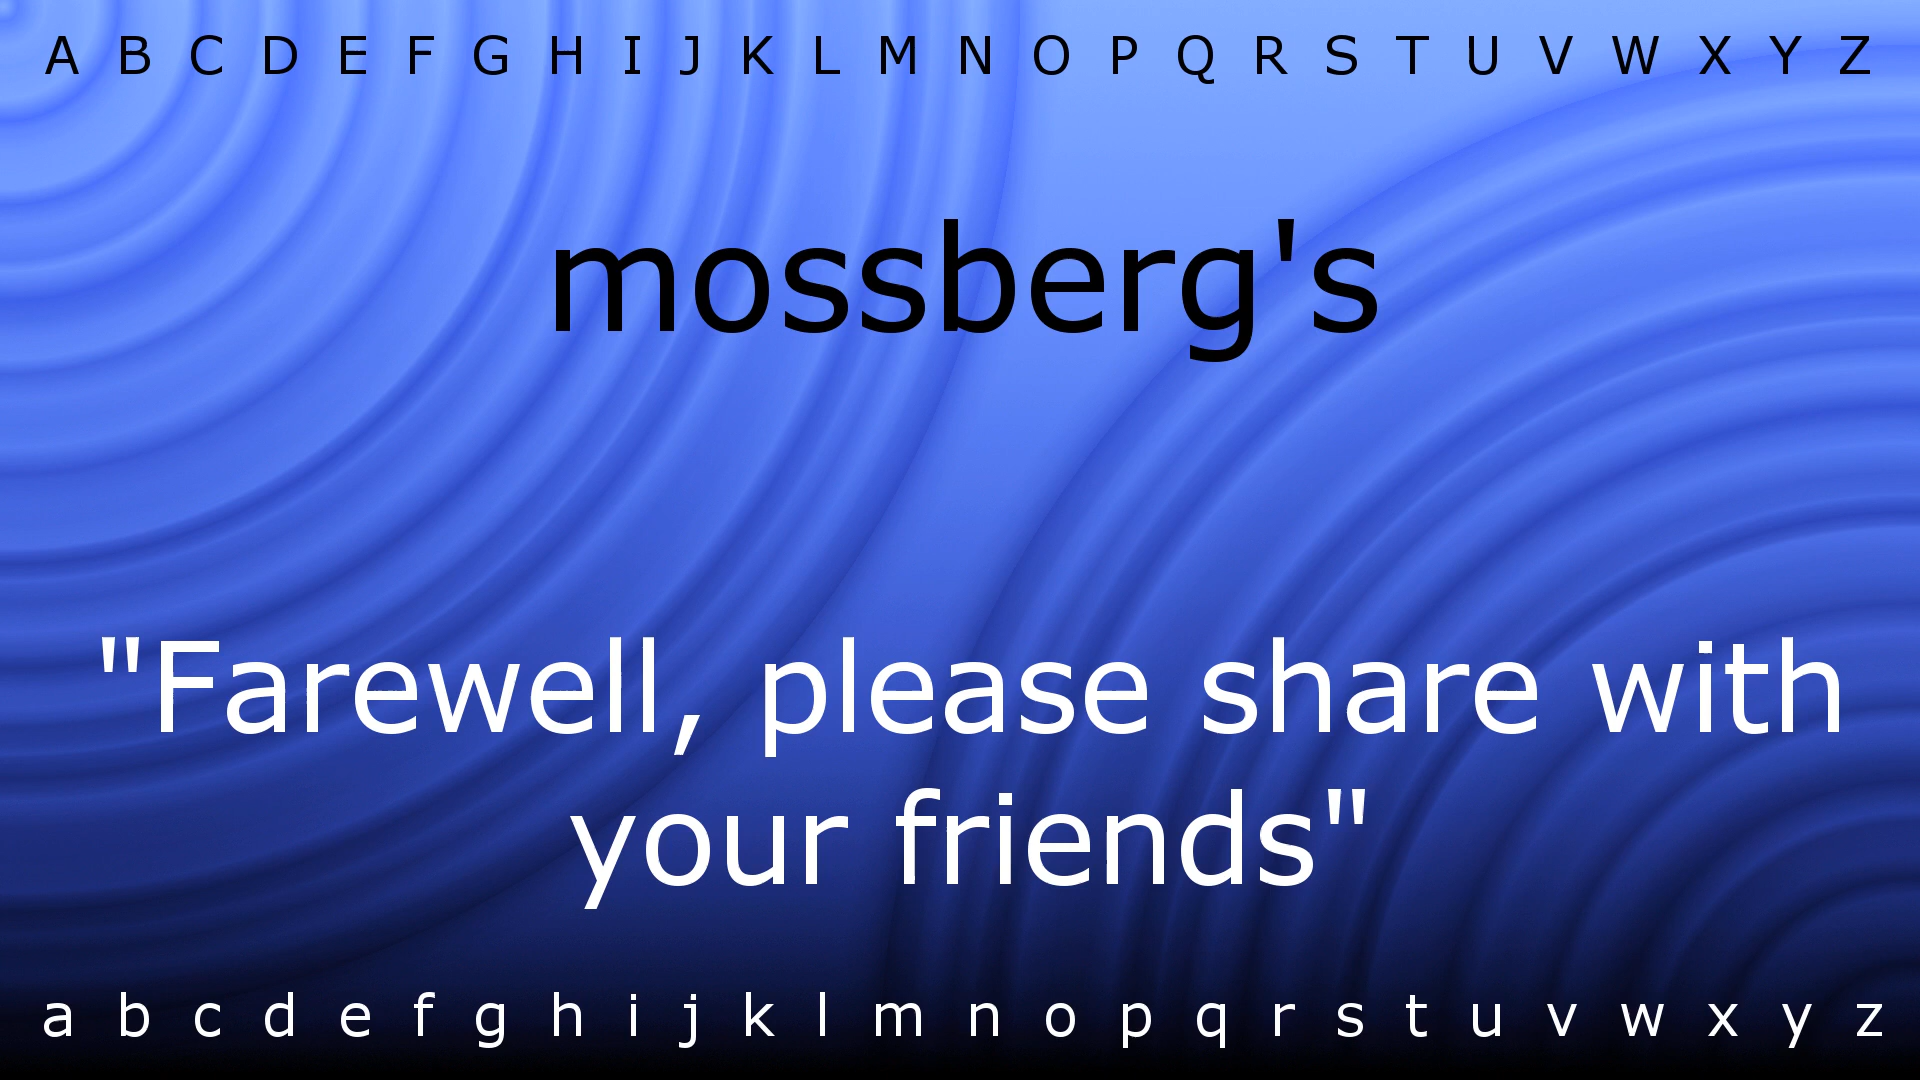 A B C D E F G H I J K L M N O P Q R S T U V W X Y Z
mossberg's
"Farewell, please share with
your friends"
a b c d e f g h i j k l m n o p q r s t u v w x y z